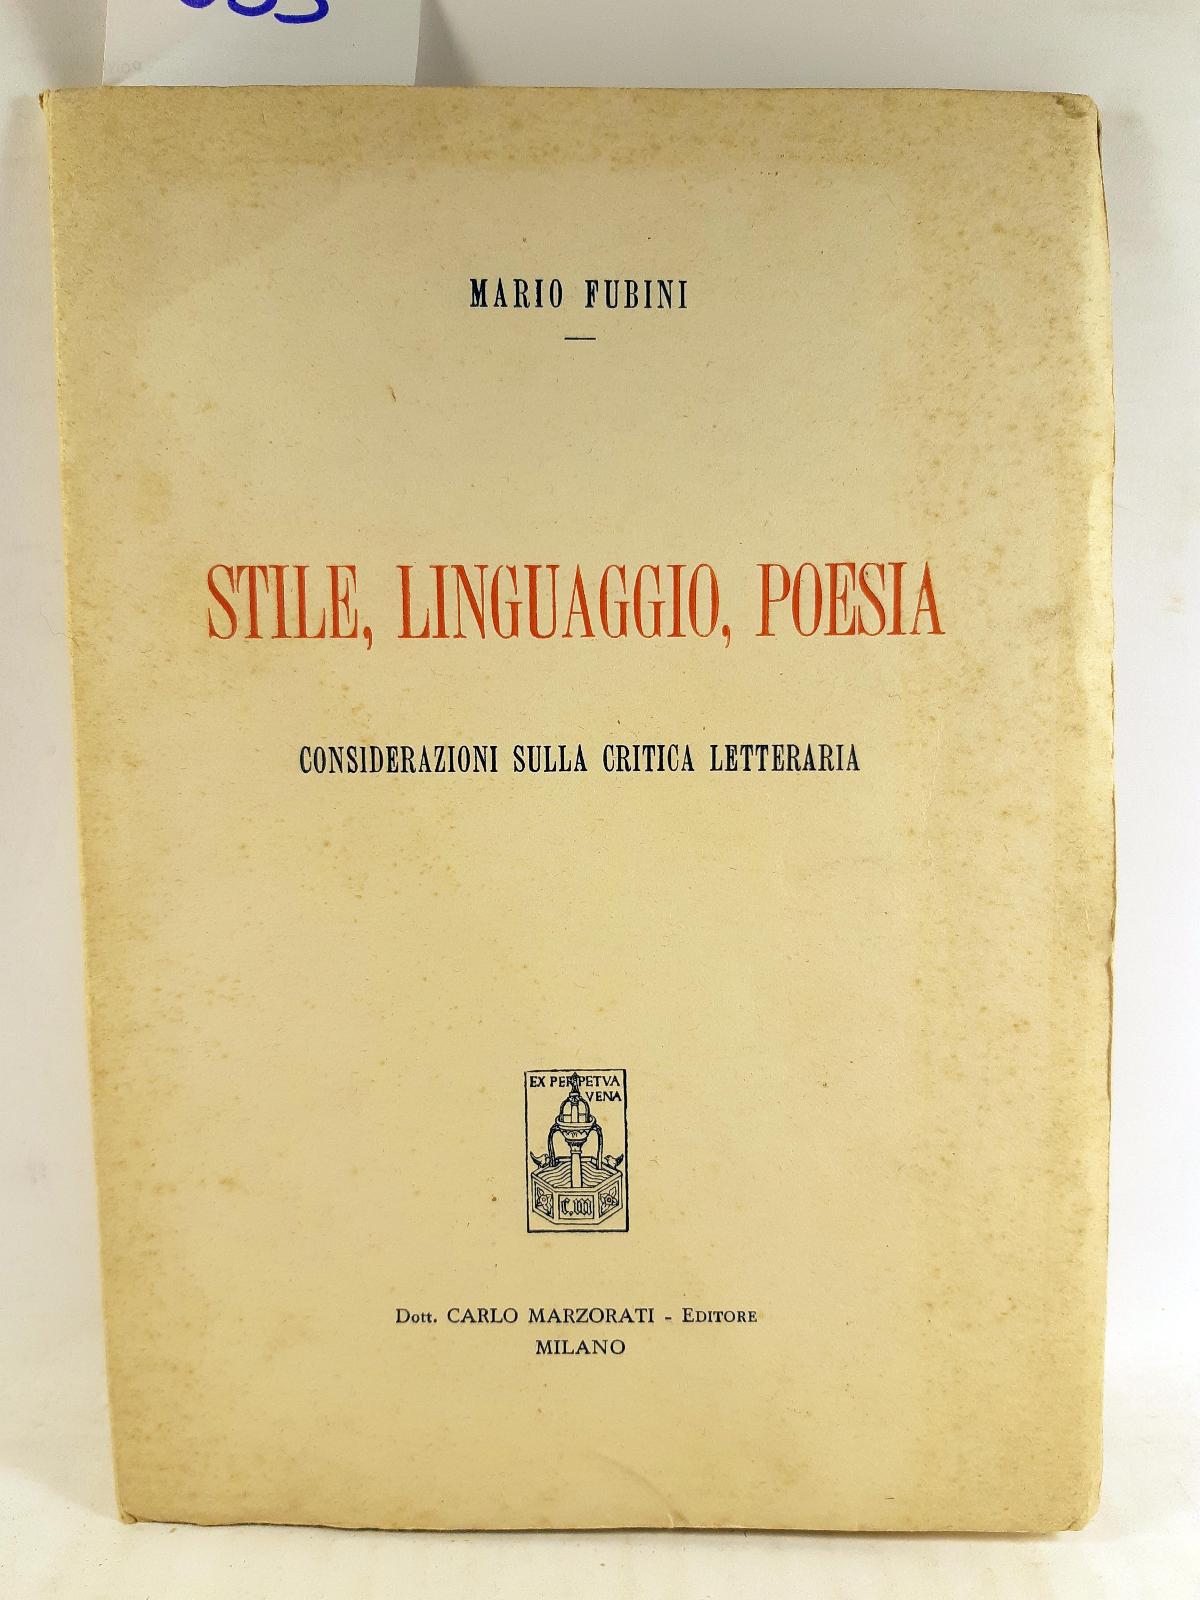 MARIO FUBINI
STILE, LINGUAGGIO, POESIA
CONSIDERAZIONI SULLA CRITICA LETTERARIA
EX PERPETVA
VENA
C.M
Dott. CARLO MARZORATI - EDITORE
MILANO